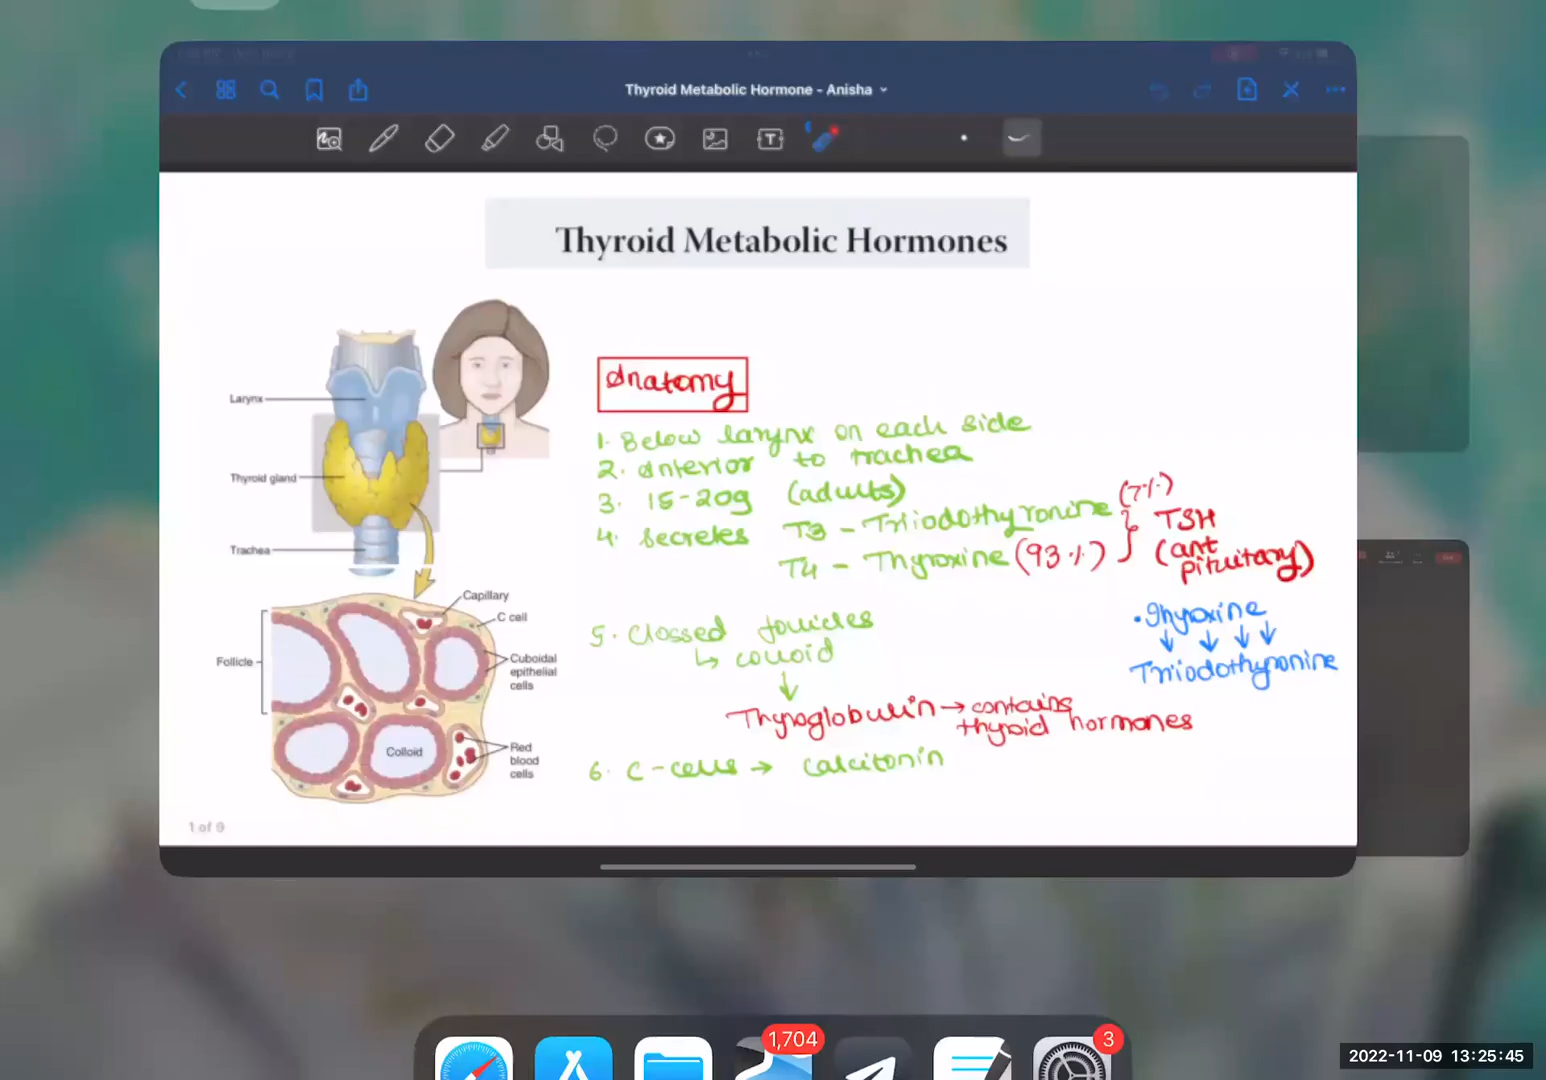 Thyroid Metabolic Hormone - Anisha
Thyroid Metabolic Hormones
Anatomy
1. Below larynx on each side
2. Anterior to trachea
3. 15-20g (adults)
4. Secretes T3 - Triiodothyronine (7%)
T4 - Thyroxine (93%)
} TSH
(ant
pituitary)
• Thyroxine
↓ ↓ ↓ ↓
Triiodothyronine
5. Clossed follicles
↳ colloid
↓
Thyroglobulin → contains
thyroid hormones
6. C-cells → calcitonin
Larynx
Thyroid gland
Trachea
Capillary
C cell
Follicle
Cuboidal
epithelial
cells
Colloid
Red
blood
cells
1 of 9
1,704
3
2022-11-09 13:25:45